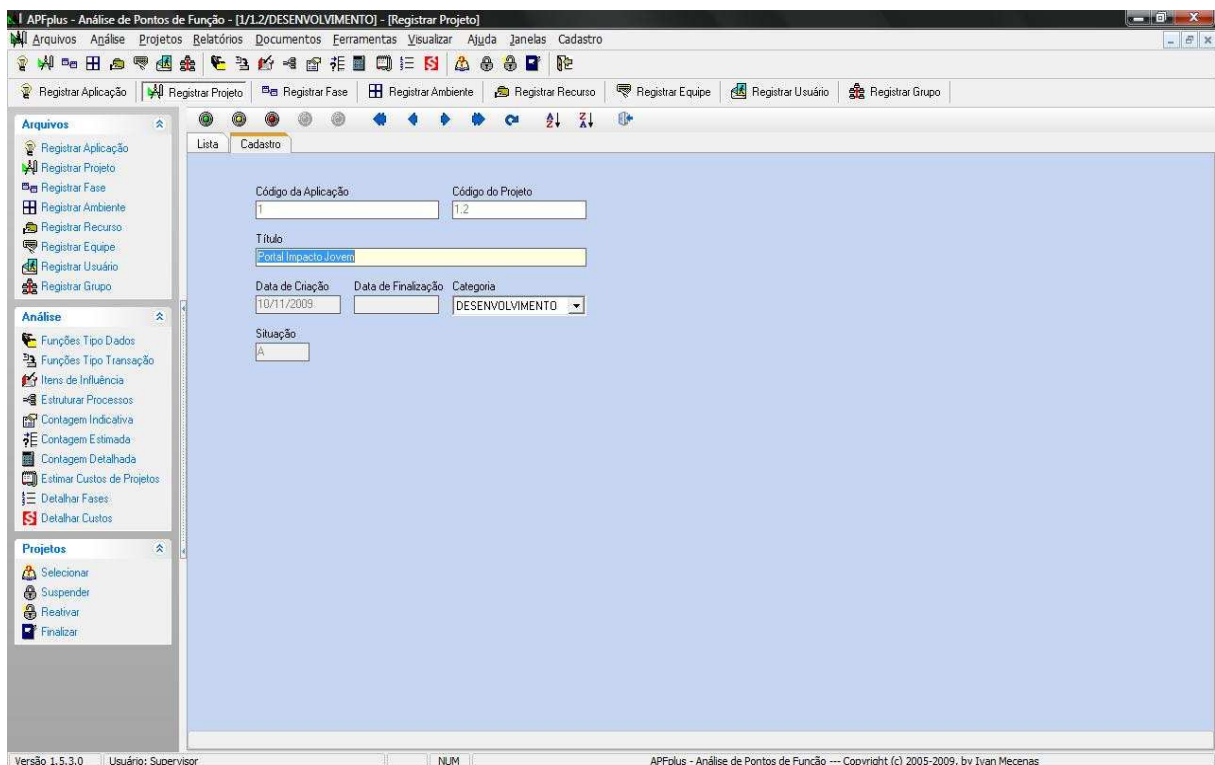 APFplus - Análise de Pontos de Função - [1/1.2/DESENVOLVIMENTO] - [Registrar Projeto]
Arquivos Análise Projetos Relatórios Documentos Ferramentas Visualizar Ajuda Janelas Cadastro
Registrar Aplicação Registrar Projeto Registrar Fase Registrar Ambiente Registrar Recurso Registrar Equipe Registrar Usuário Registrar Grupo
Arquivos
Registrar Aplicação
Registrar Projeto
Registrar Fase
Registrar Ambiente
Registrar Recurso
Registrar Equipe
Registrar Usuário
Registrar Grupo
Análise
Funções Tipo Dados
Funções Tipo Transação
Itens de Influência
Estruturar Processos
Contagem Indicativa
Contagem Estimada
Contagem Detalhada
Estimar Custos de Projetos
Detalhar Fases
Detalhar Custos
Projetos
Selecionar
Suspender
Reativar
Finalizar
Lista Cadastro
Código da Aplicação Código do Projeto
1 1.2
Título
Portal Impacto Jovem
Data de Criação Data de Finalização Categoria
10/11/2009 DESENVOLVIMENTO
Situação
A
Versão 1.5.3.0 Usuário: Supervisor NUM APFplus - Análise de Pontos de Função --- Copyright (c) 2005-2009, by Ivan Mecenas